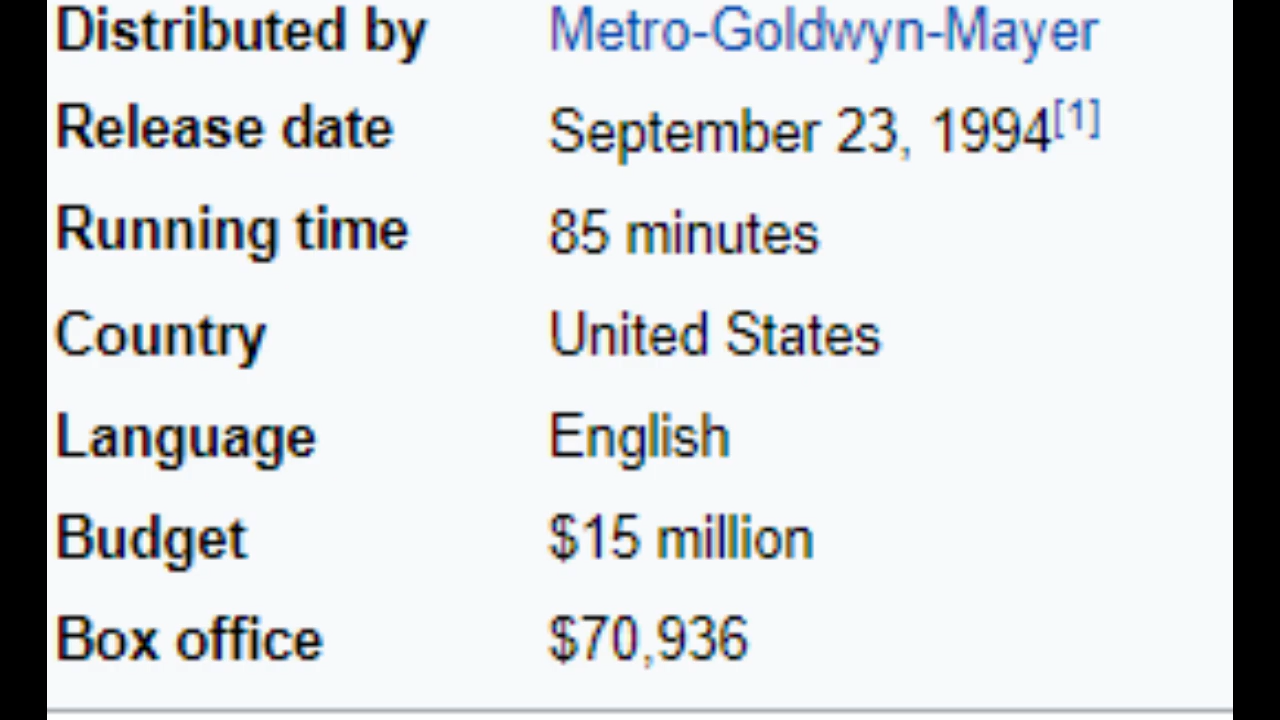 Distributed by Metro-Goldwyn-Mayer
Release date September 23, 1994[1]
Running time 85 minutes
Country United States
Language English
Budget $15 million
Box office $70,936